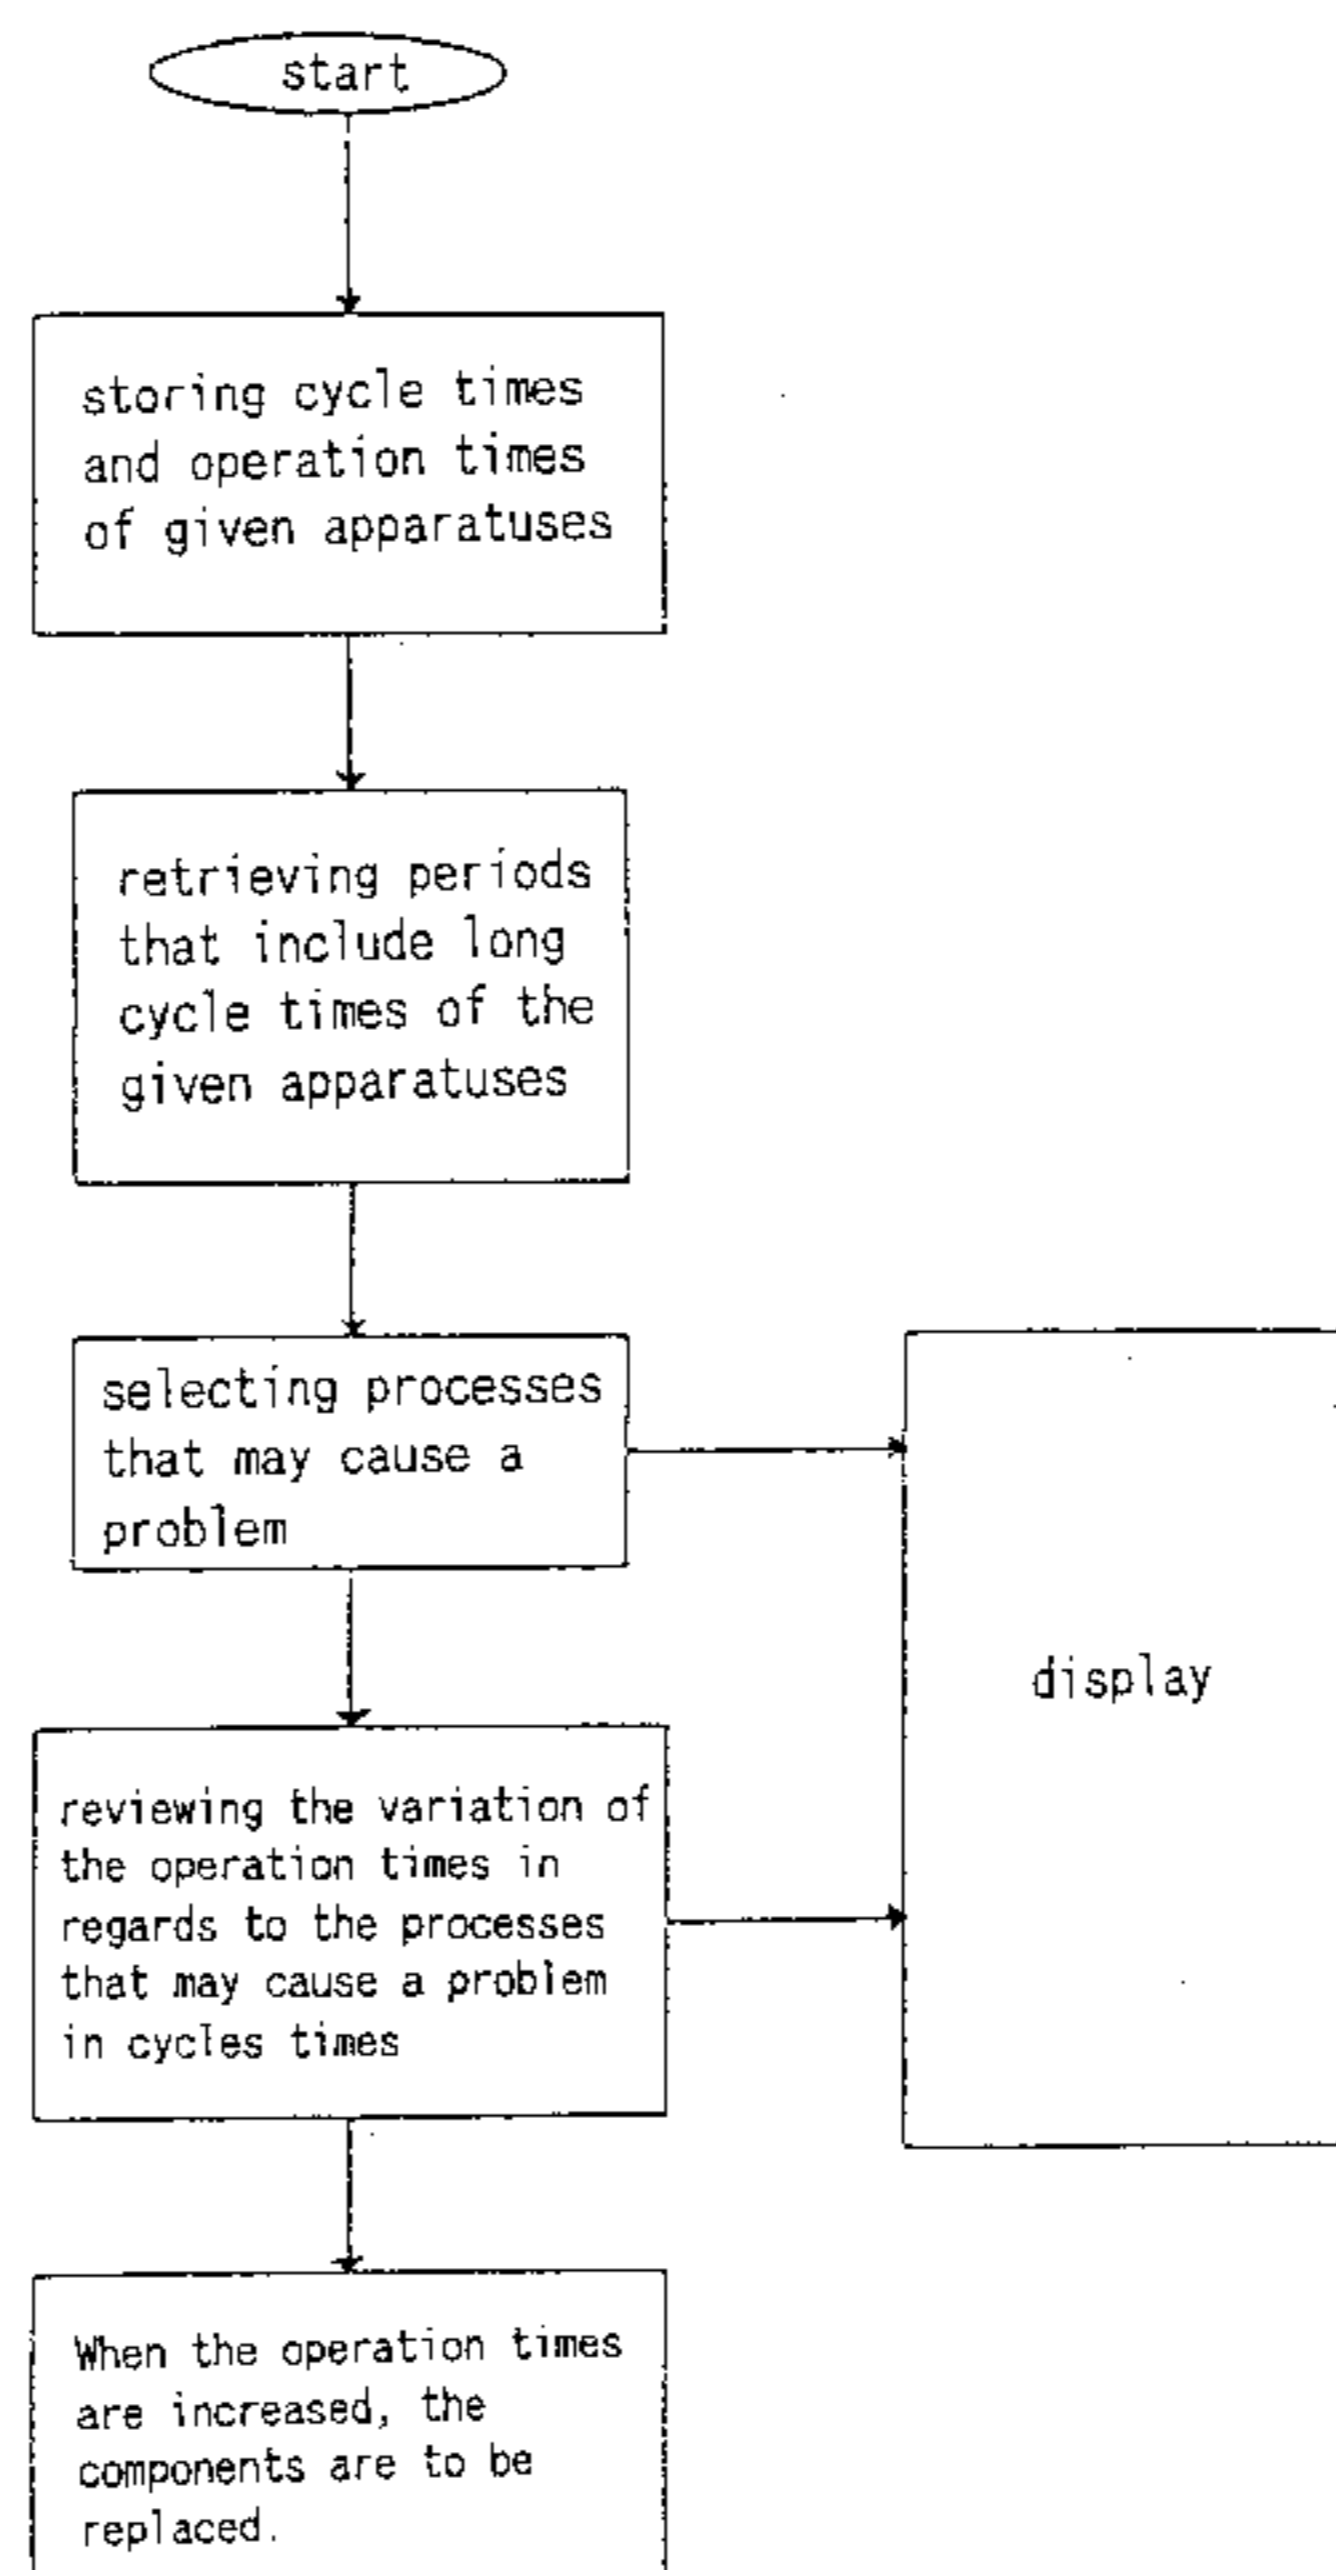 start
storing cycle times
and operation times
of given apparatuses
retrieving periods
that include long
cycle times of the
given apparatuses
selecting processes
that may cause a
problem
display
reviewing the variation of
the operation times in
regards to the processes
that may cause a problem
in cycles times
When the operation times
are increased, the
components are to be
replaced.